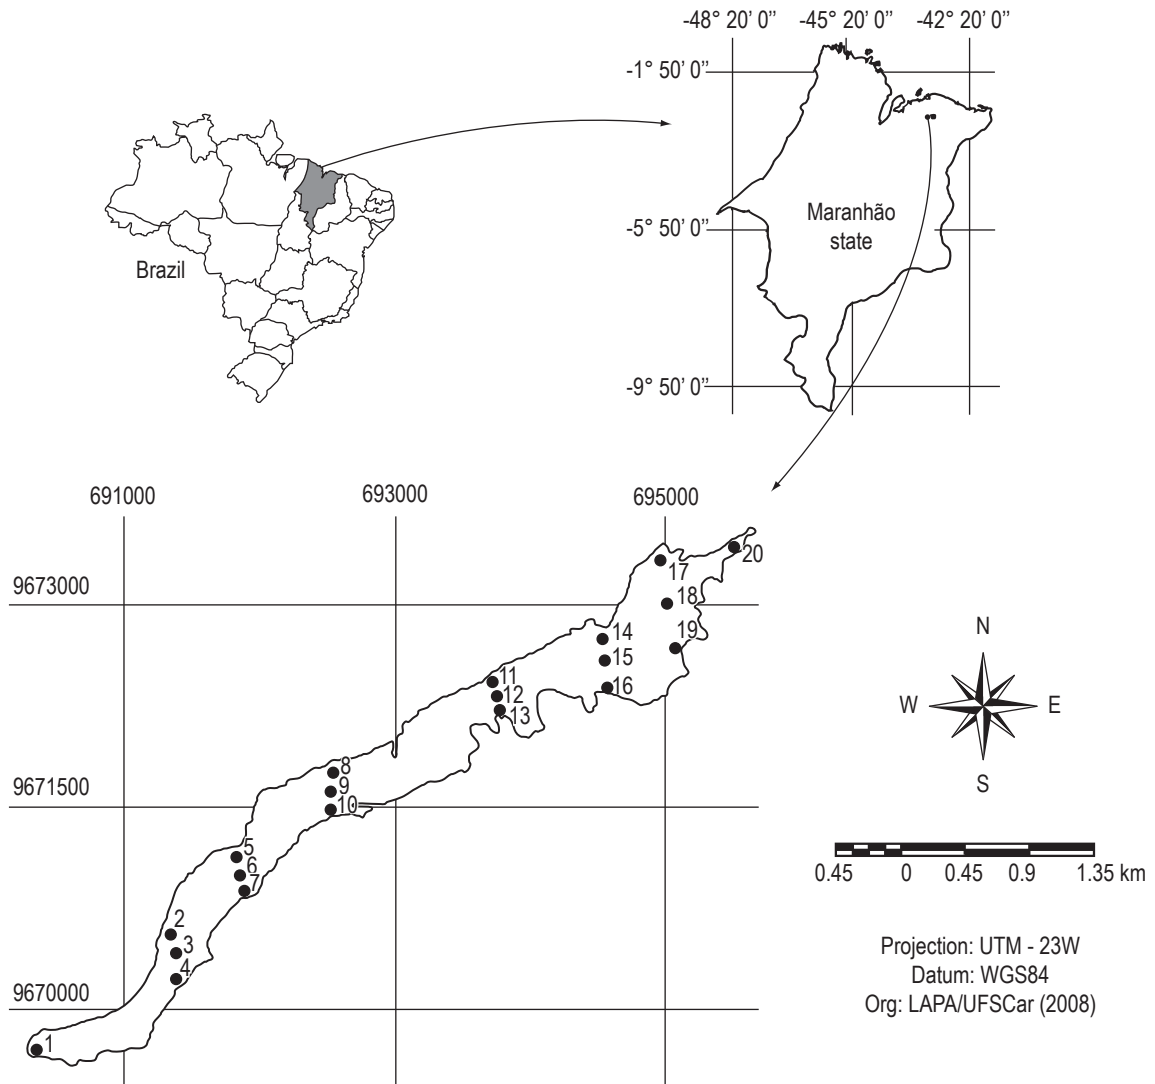 -48° 20' 0'' -45° 20' 0'' -42° 20' 0''
-1° 50' 0''
Maranhão
state
-5° 50' 0''
Brazil
-9° 50' 0''
691000 693000 695000
20
17
9673000
18
14
19
15
11
16
12
13
N
W E
S
8
9
9671500
10
5
6
7
2
3
4
9670000
1
0.45 0 0.45 0.9 1.35 km
Projection: UTM - 23W
Datum: WGS84
Org: LAPA/UFSCar (2008)